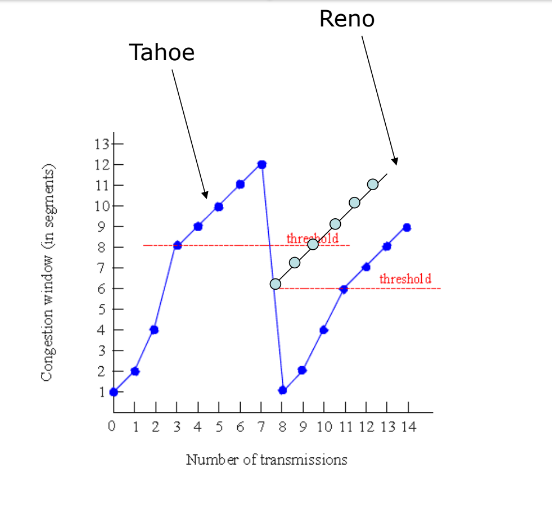 Reno
Tahoe
13
12
11
10
9
8
7
6
5
4
3
2
1
threshold
threshold
Congestion window (in segments)
0 1 2 3 4 5 6 7 8 9 10 11 12 13 14
Number of transmissions